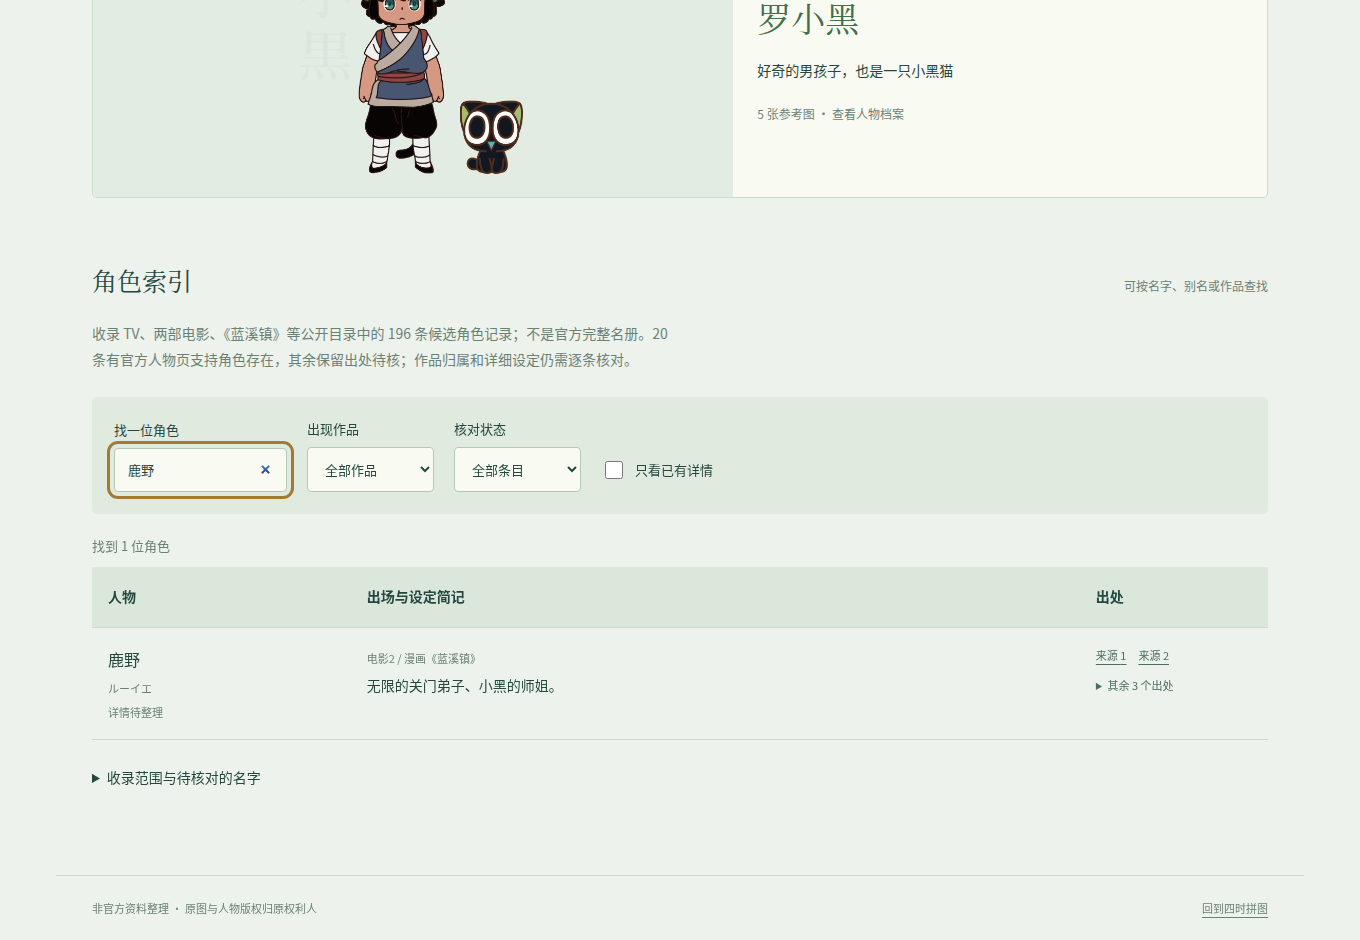 小
黒
罗小黑
好奇的男孩子，也是一只小黑猫
5 张参考图 · 查看人物档案
角色索引
可按名字、别名或作品查找
收录 TV、两部电影、《蓝溪镇》等公开目录中的 196 条候选角色记录；不是官方完整名册。20
条有官方人物页支持角色存在，其余保留出处待核；作品归属和详细设定仍需逐条核对。
找一位角色
出现作品
核对状态
鹿野
全部作品
全部条目
只看已有详情
找到 1 位角色
人物
出场与设定简记
出处
鹿野
ルーイエ
详情待整理
电影2 / 漫画《蓝溪镇》
无限的关门弟子、小黑的师姐。
来源 1
来源 2
其余 3 个出处
收录范围与待核对的名字
非官方资料整理 · 原图与人物版权归原权利人
回到四时拼图